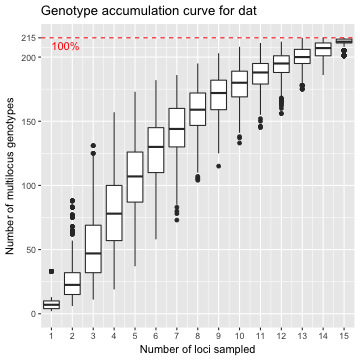 Genotype accumulation curve for dat
215
100%
200
150
100
50
0
Number of multilocus genotypes
1 2 3 4 5 6 7 8 9 10 11 12 13 14 15
Number of loci sampled